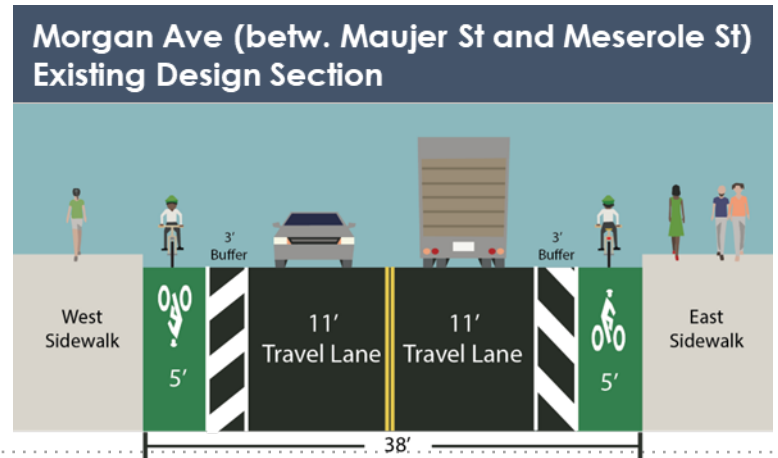 Morgan Ave (betw. Maujer St and Meserole St)
Existing Design Section
3’
Buffer
3’
Buffer
West
Sidewalk
5’
11’
Travel Lane
11’
Travel Lane
5’
East
Sidewalk
38’